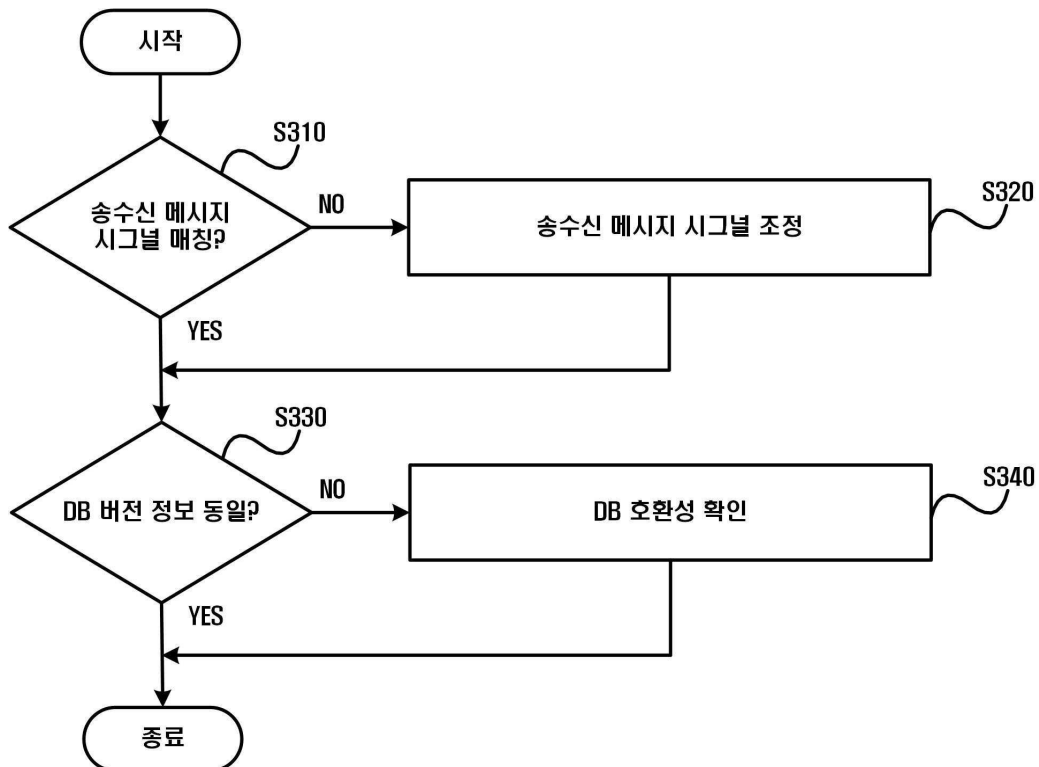 시작
S310
송수신 메시지
시그널 매칭?
NO
송수신 메시지 시그널 조정
S320
YES
S330
DB 버전 정보 동일?
NO
DB 호환성 확인
S340
YES
종료